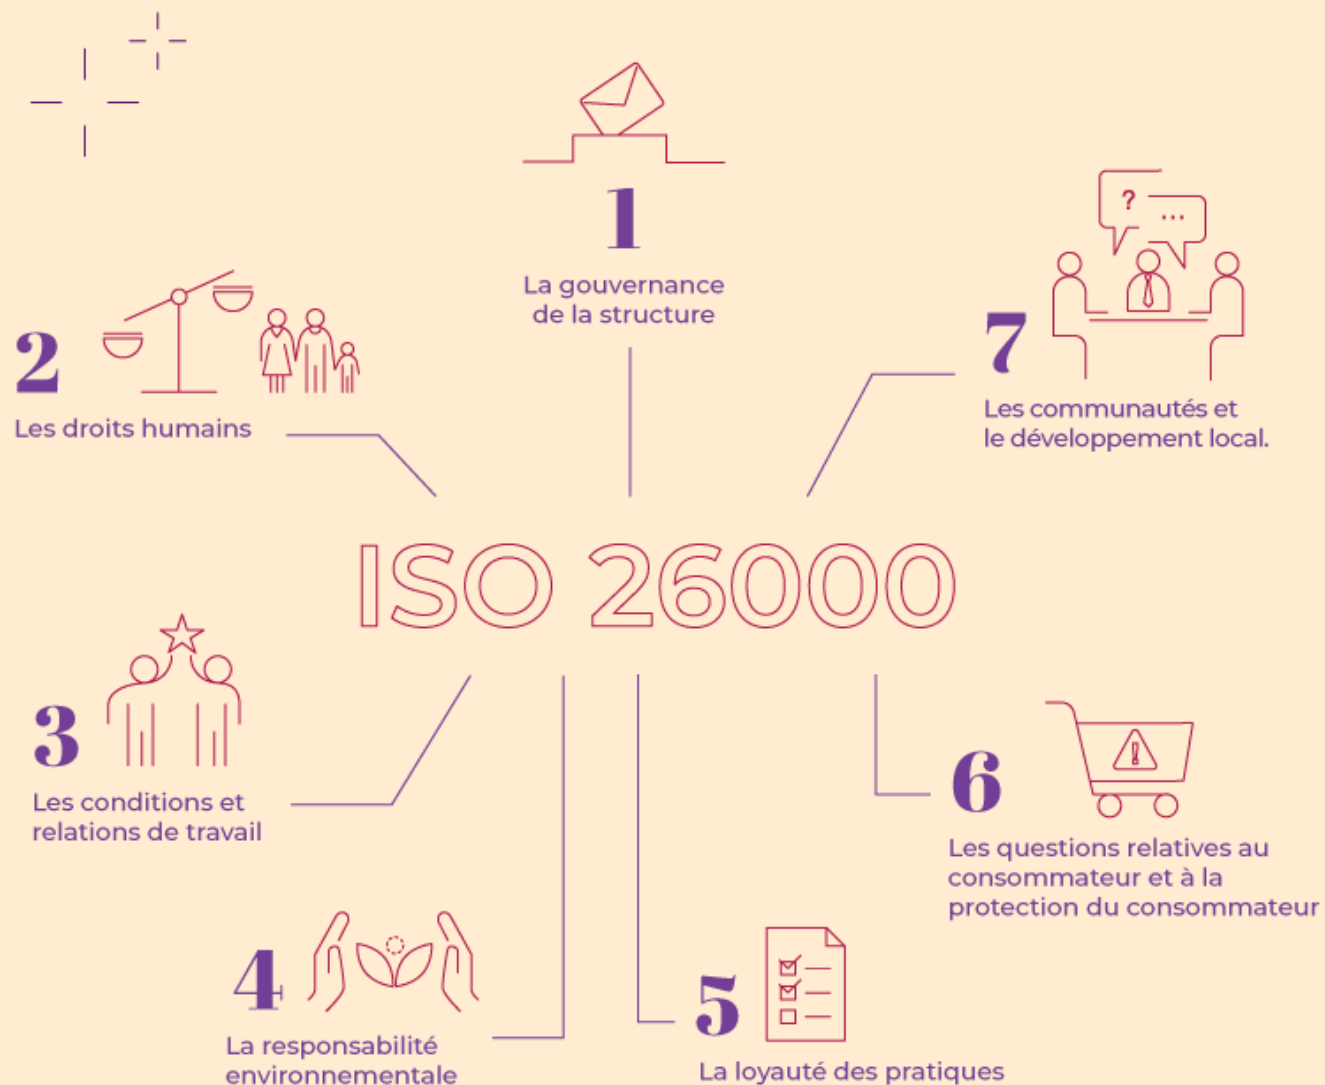 1
La gouvernance
de la structure
2
Les droits humains
? ...
7
Les communautés et
le développement local.
ISO 26000
3
Les conditions et
relations de travail
6
Les questions relatives au
consommateur et à la
protection du consommateur
4
La responsabilité
environnementale
5
La loyauté des pratiques